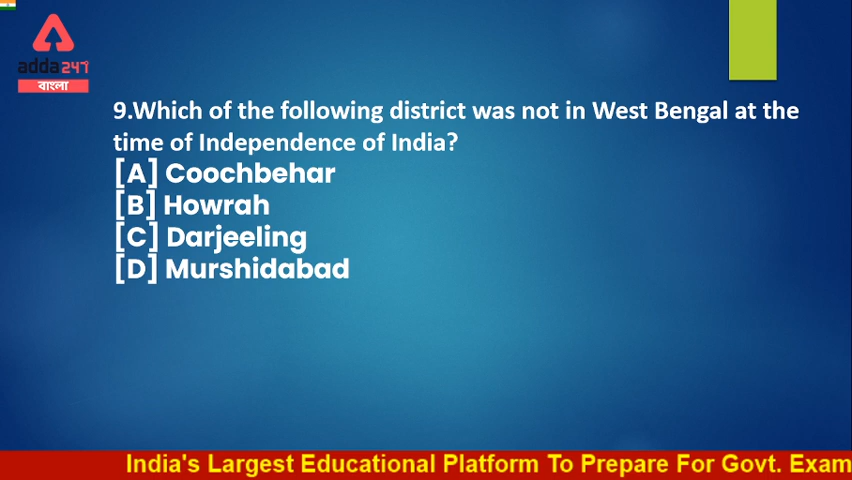 adda247
বাংলা
9.Which of the following district was not in West Bengal at the
time of Independence of India?
[A] Coochbehar
[B] Howrah
[C] Darjeeling
[D] Murshidabad
India's Largest Educational Platform To Prepare For Govt. Exam